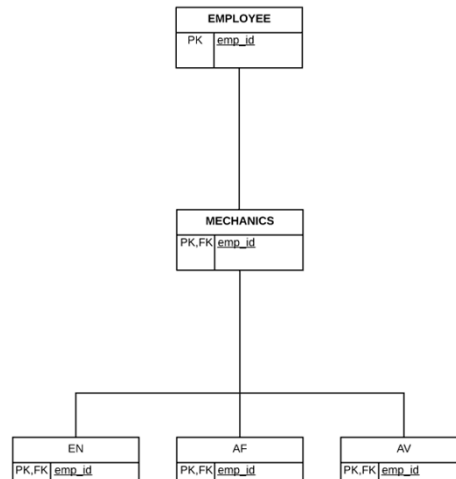 EMPLOYEE
PK emp_id
MECHANICS
PK,FK emp_id
EN
PK,FK emp_id
AF
PK,FK emp_id
AV
PK,FK emp_id